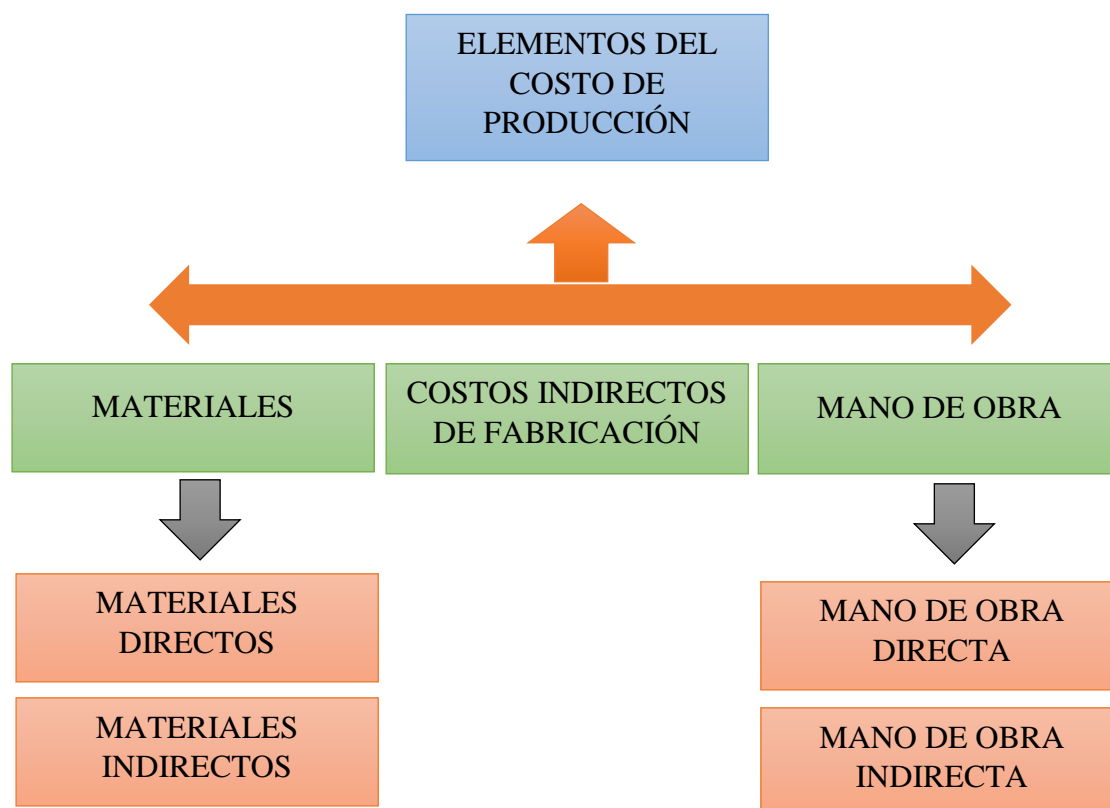 ELEMENTOS DEL
COSTO DE
PRODUCCIÓN
MATERIALES
COSTOS INDIRECTOS
DE FABRICACIÓN
MANO DE OBRA
MATERIALES
DIRECTOS
MANO DE OBRA
DIRECTA
MATERIALES
INDIRECTOS
MANO DE OBRA
INDIRECTA